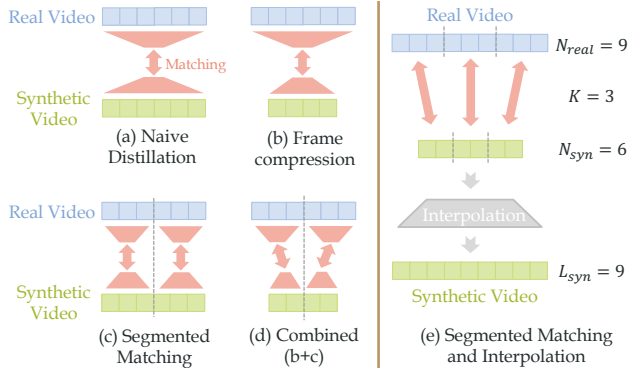 Real Video
Matching
Synthetic
Video
(a) Naive
Distillation
(b) Frame
compression
Real Video
Synthetic
Video
(c) Segmented
Matching
(d) Combined
(b+c)
Real Video
N_real = 9
K = 3
N_syn = 6
Interpolation
L_syn = 9
Synthetic Video
(e) Segmented Matching
and Interpolation